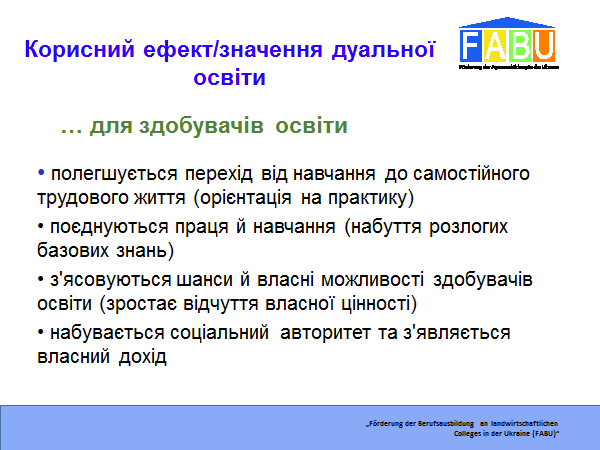 Корисний ефект/значення дуальної
освіти
FABU
… для здобувачів освіти
• полегшується перехід від навчання до самостійного
трудового життя (орієнтація на практику)
• поєднуються праця й навчання (набуття розлогих
базових знань)
• з'ясовуються шанси й власні можливості здобувачів
освіти (зростає відчуття власної цінності)
• набувається соціальний авторитет та з'являється
власний дохід
„Förderung der Berufsausbildung an landwirtschaftlichen
Colleges in der Ukraine (FABU)“